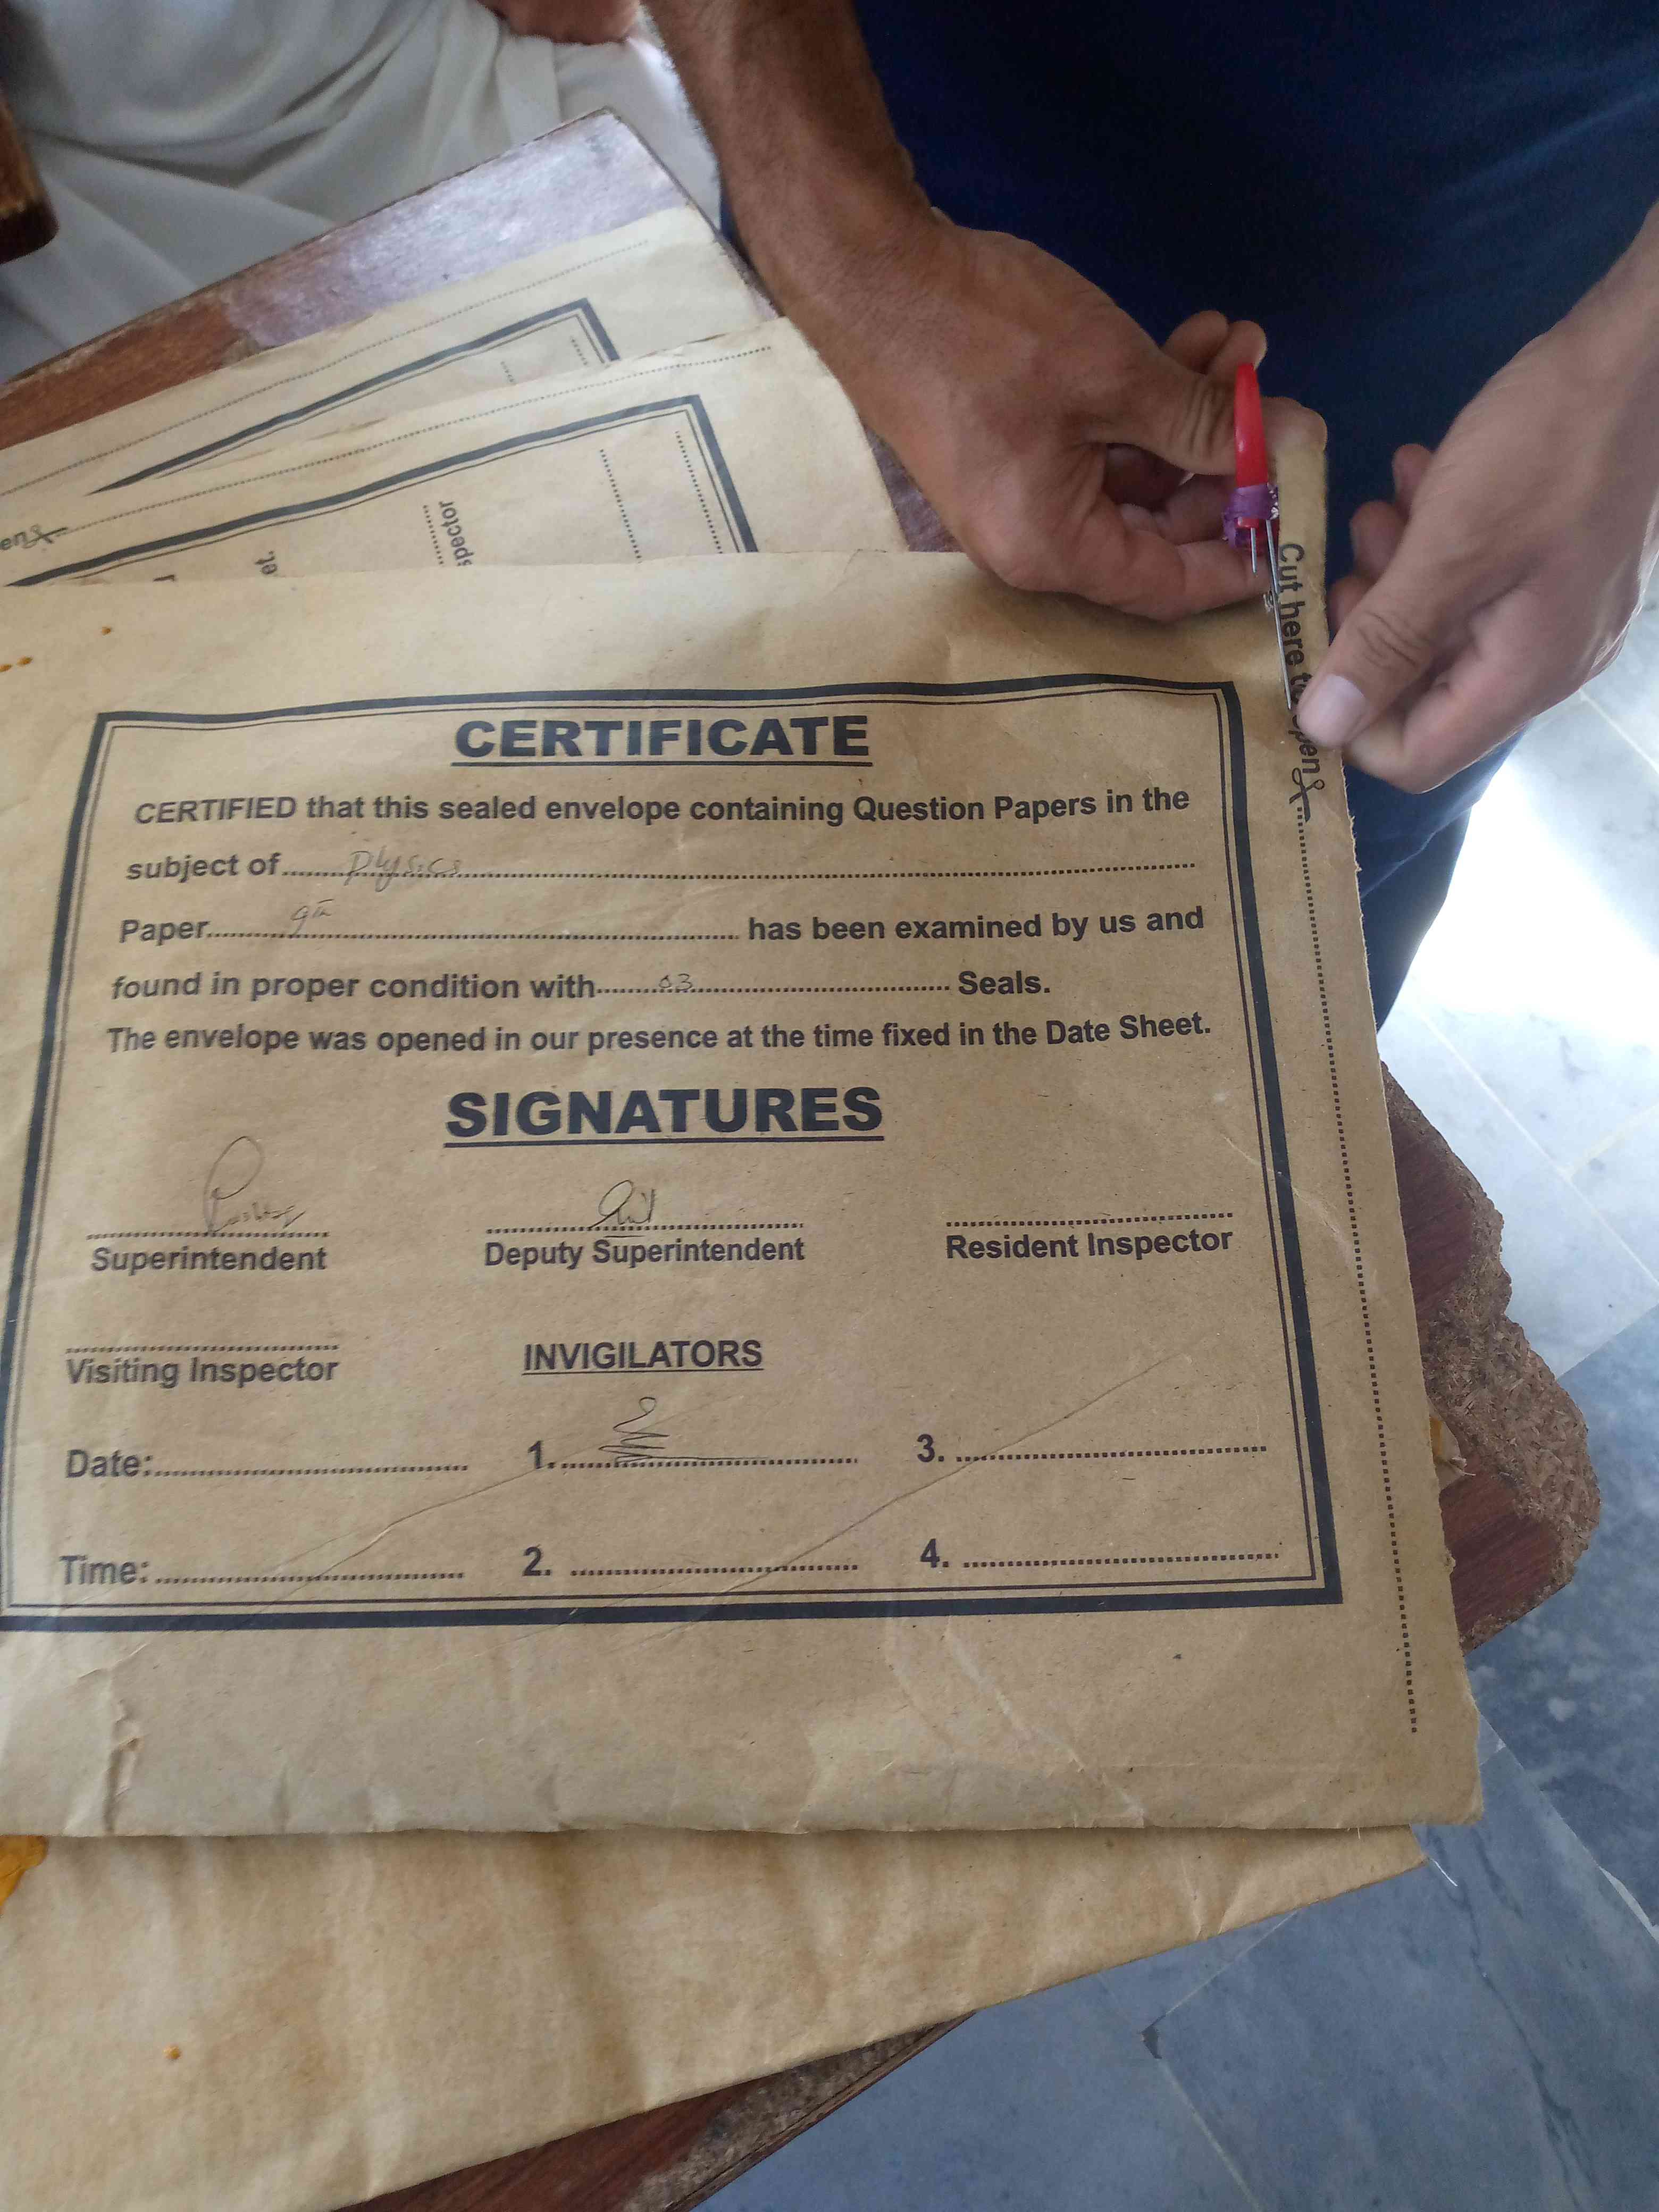 CERTIFICATE
CERTIFIED that this sealed envelope containing Question Papers in the
subject of Physics
Paper 9th has been examined by us and
found in proper condition with 03 Seals.
The envelope was opened in our presence at the time fixed in the Date Sheet.
SIGNATURES
Superintendent Deputy Superintendent Resident Inspector
Visiting Inspector INVIGILATORS
Date: 1. 3.
Time: 2. 4.
Cut here to open
en
spector
et.